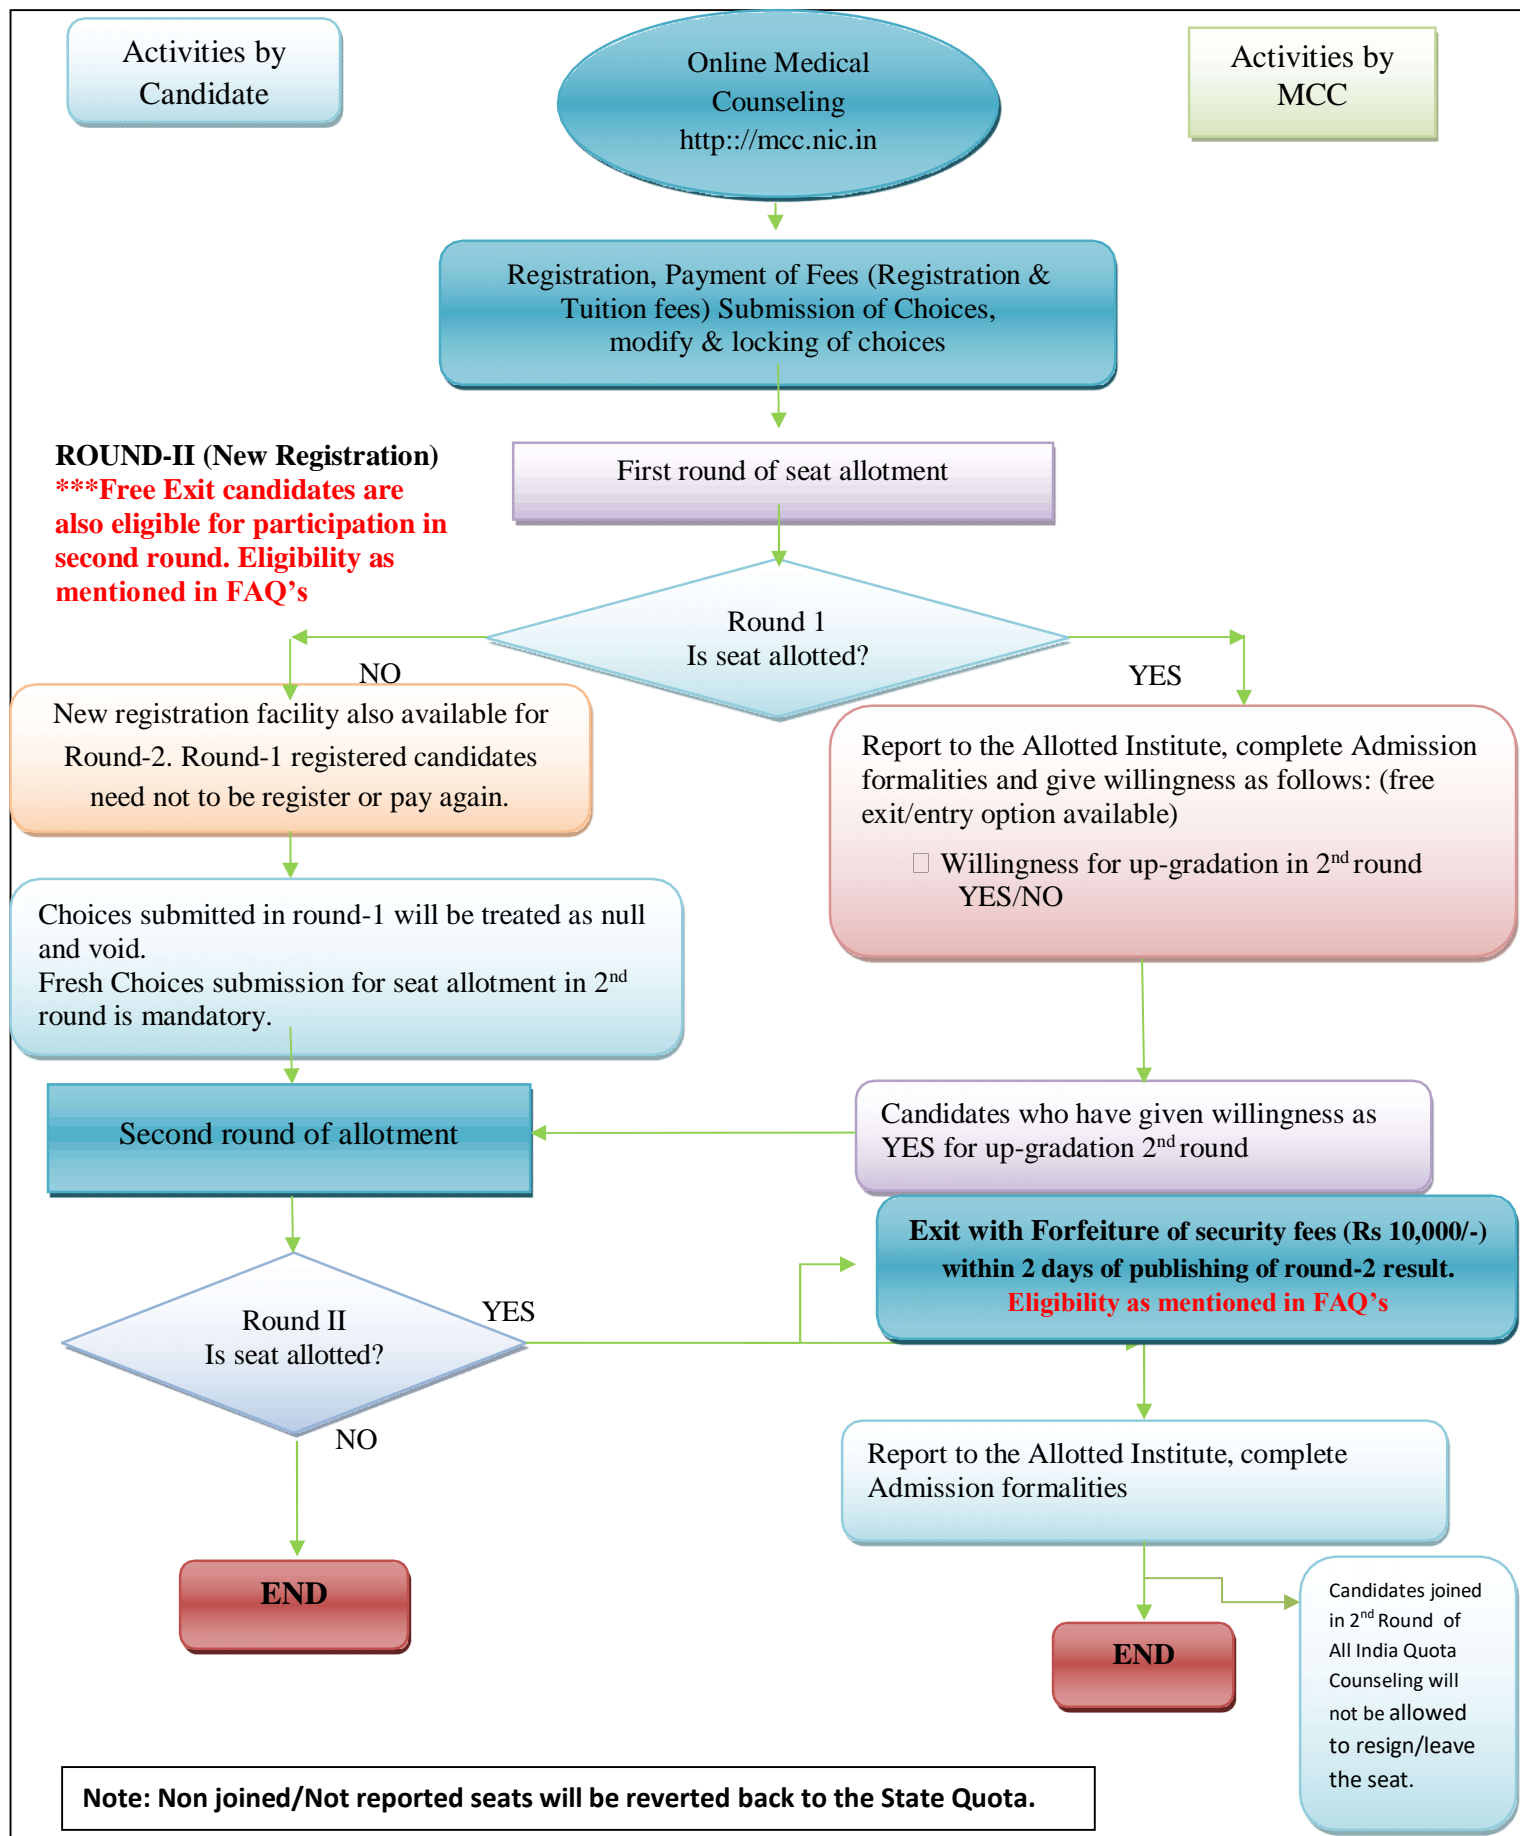 Activities by
Candidate
Online Medical
Counseling
http:://mcc.nic.in
Activities by
MCC
Registration, Payment of Fees (Registration &
Tuition fees) Submission of Choices,
modify & locking of choices
ROUND-II (New Registration)
***Free Exit candidates are
also eligible for participation in
second round. Eligibility as
mentioned in FAQ’s
First round of seat allotment
Round 1
Is seat allotted?
NO
YES
New registration facility also available for
Round-2. Round-1 registered candidates
need not to be register or pay again.
Report to the Allotted Institute, complete Admission
formalities and give willingness as follows: (free
exit/entry option available)
Willingness for up-gradation in 2nd round
YES/NO
Choices submitted in round-1 will be treated as null
and void.
Fresh Choices submission for seat allotment in 2nd
round is mandatory.
Second round of allotment
Candidates who have given willingness as
YES for up-gradation 2nd round
Exit with Forfeiture of security fees (Rs 10,000/-)
within 2 days of publishing of round-2 result.
Eligibility as mentioned in FAQ’s
Round II
Is seat allotted?
YES
NO
Report to the Allotted Institute, complete
Admission formalities
END
END
Candidates joined
in 2nd Round of
All India Quota
Counseling will
not be allowed
to resign/leave
the seat.
Note: Non joined/Not reported seats will be reverted back to the State Quota.